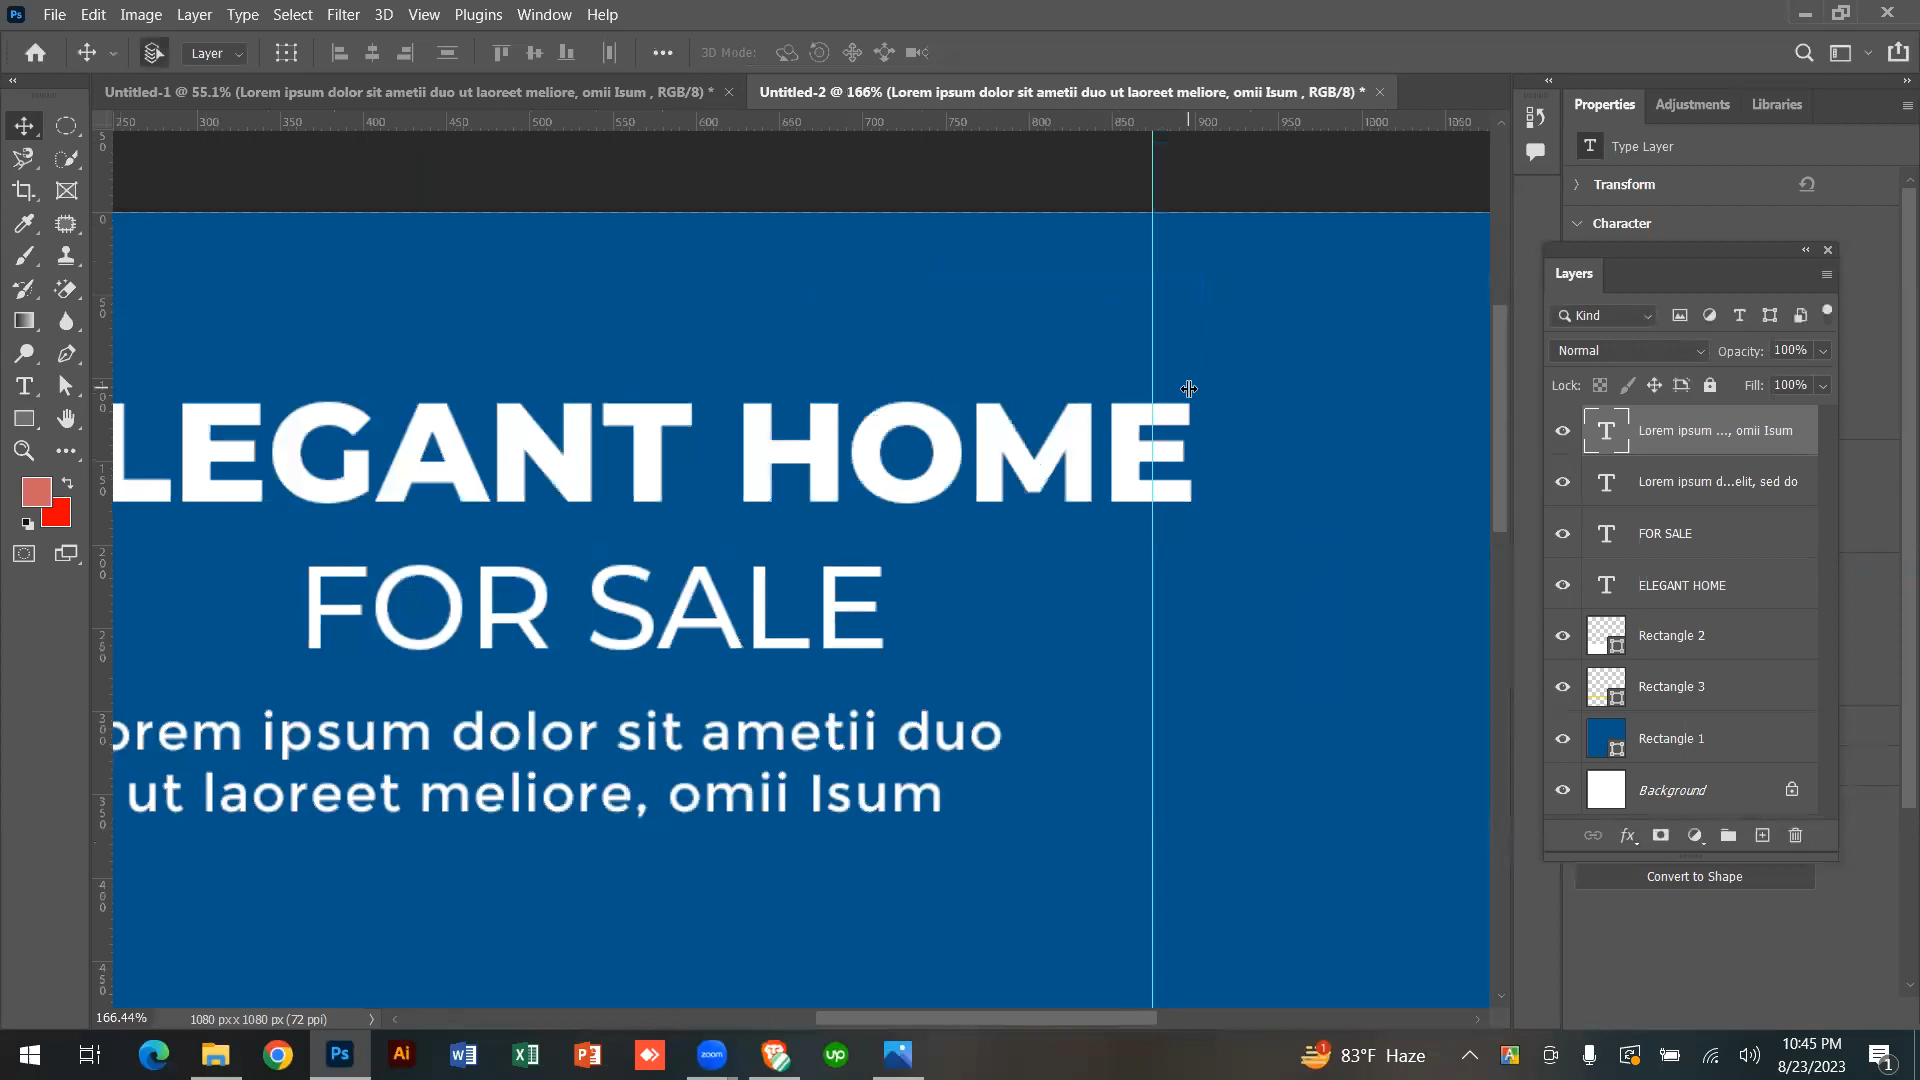 Ps File Edit Image Layer Type Select Filter 3D View Plugins Window Help
Layer 3D Mode:
Untitled-1 @ 55.1% (Lorem ipsum dolor sit ametii duo ut laoreet meliore, omii Isum , RGB/8) *
Untitled-2 @ 166% (Lorem ipsum dolor sit ametii duo ut laoreet meliore, omii Isum , RGB/8) *
Properties Adjustments Libraries
250 300 350 400 450 500 550 600 650 700 750 800 850 900 950 1000 1050
Type Layer
Transform
Character
Layers
Kind
Normal Opacity: 100%
Lock: Fill: 100%
Lorem ipsum ..., omii Isum
Lorem ipsum d...elit, sed do
FOR SALE
ELEGANT HOME
Rectangle 2
Rectangle 3
Rectangle 1
Background
Convert to Shape
LEGANT HOME
FOR SALE
orem ipsum dolor sit ametii duo
ut laoreet meliore, omii Isum
166.44% 1080 px x 1080 px (72 ppi)
Ps Ai zoom up
83°F Haze
10:45 PM
8/23/2023
1